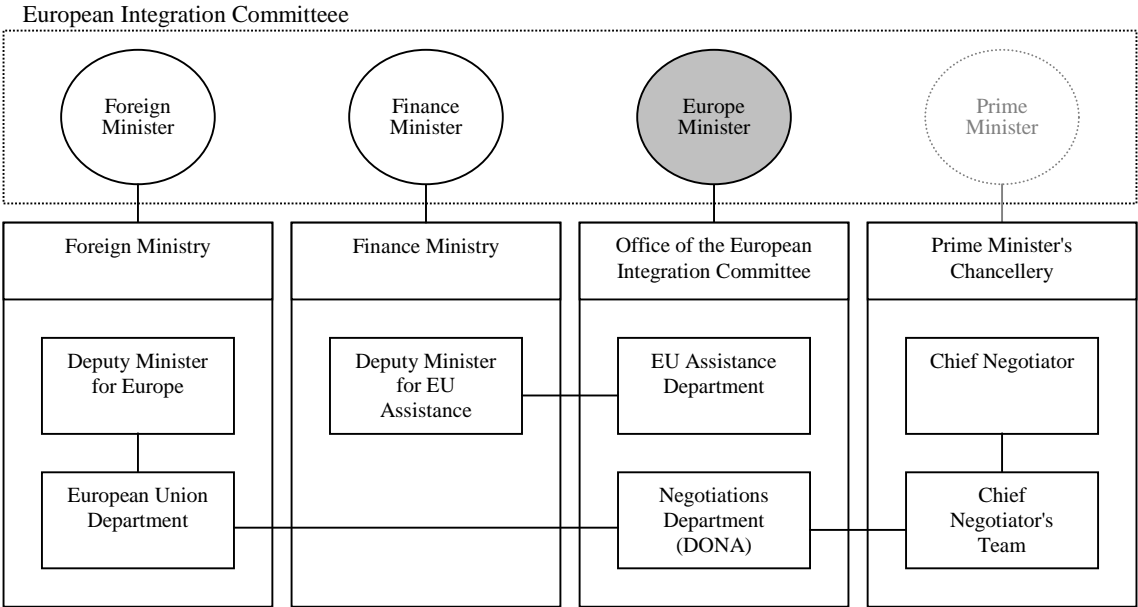 European Integration Committeee
Foreign
Minister
Finance
Minister
Europe
Minister
Prime
Minister
Foreign Ministry
Finance Ministry
Office of the European
Integration Committee
Prime Minister's
Chancellery
Deputy Minister
for Europe
Deputy Minister
for EU
Assistance
EU Assistance
Department
Chief Negotiator
European Union
Department
Negotiations
Department
(DONA)
Chief
Negotiator's
Team